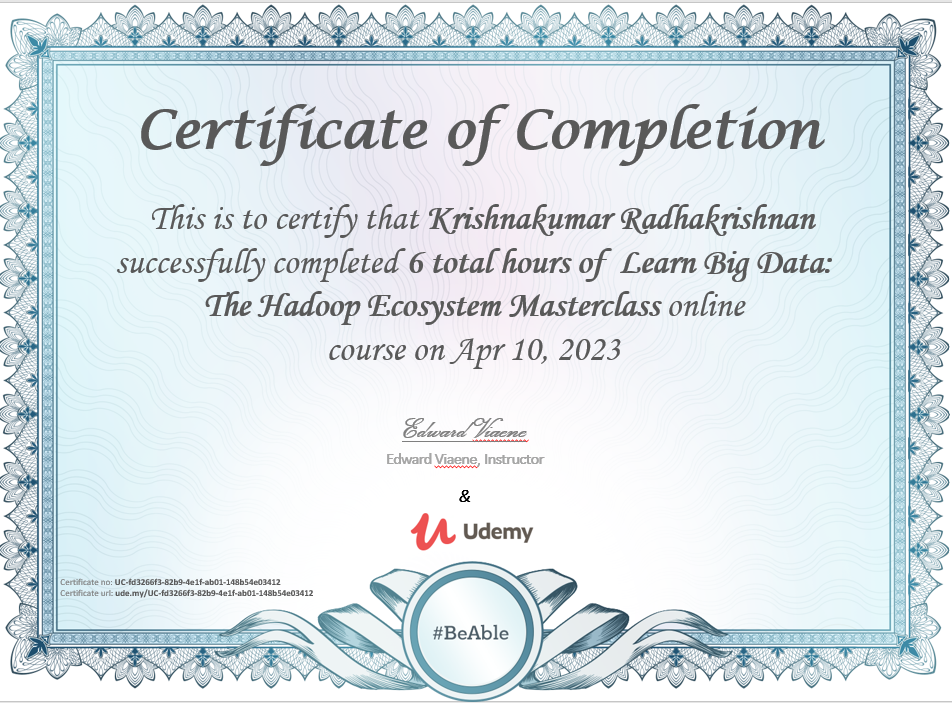 Certificate of Completion
This is to certify that Krishnakumar Radhakrishnan
successfully completed 6 total hours of Learn Big Data:
The Hadoop Ecosystem Masterclass online
course on Apr 10, 2023
Edward Viaene
Edward Viaene, Instructor
&
Udemy
Certificate no: UC-fd3266f3-82b9-4e1f-ab01-148b54e03412
Certificate url: ude.my/UC-fd3266f3-82b9-4e1f-ab01-148b54e03412
#BeAble